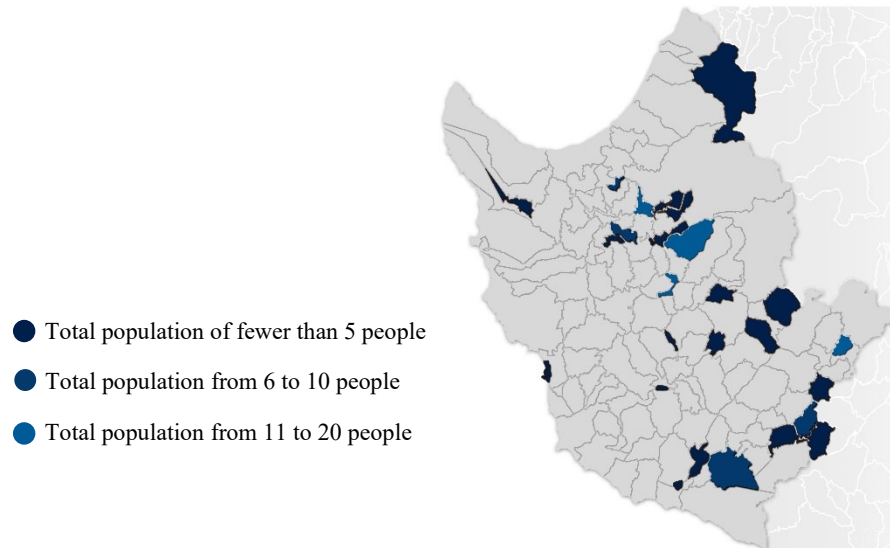 Total population of fewer than 5 people
Total population from 6 to 10 people
Total population from 11 to 20 people